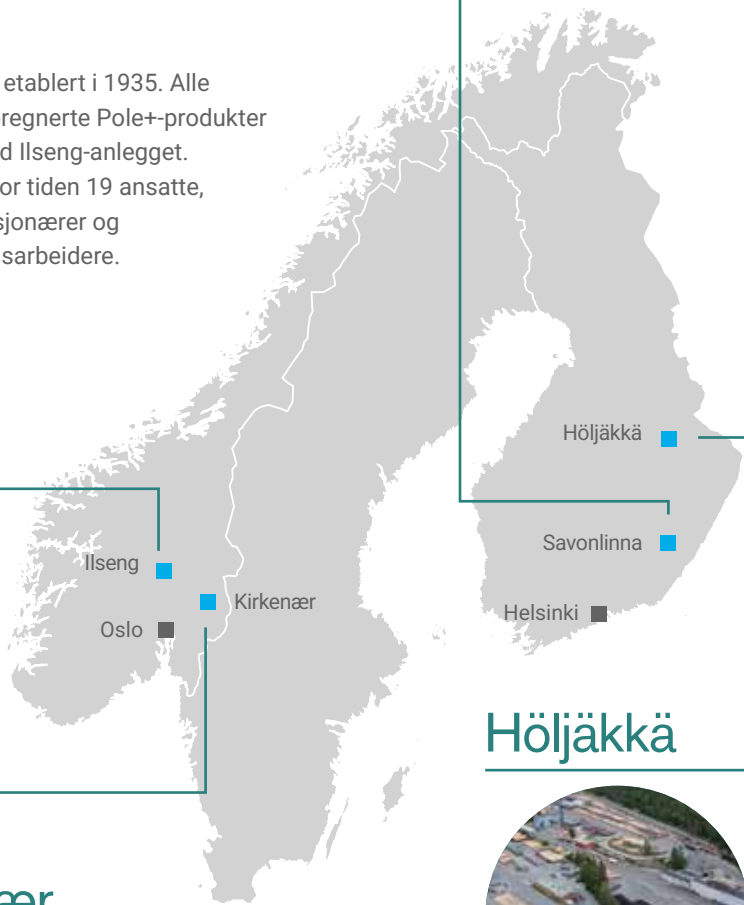 etablert i 1935. Alle
regnerte Pole+-produkter
d Ilseng-anlegget.
or tiden 19 ansatte,
sjonærer og
sarbeidere.
Höljäkkä
Savonlinna
Ilseng
Kirkenær
Oslo
Helsinki
Höljäkkä
ær